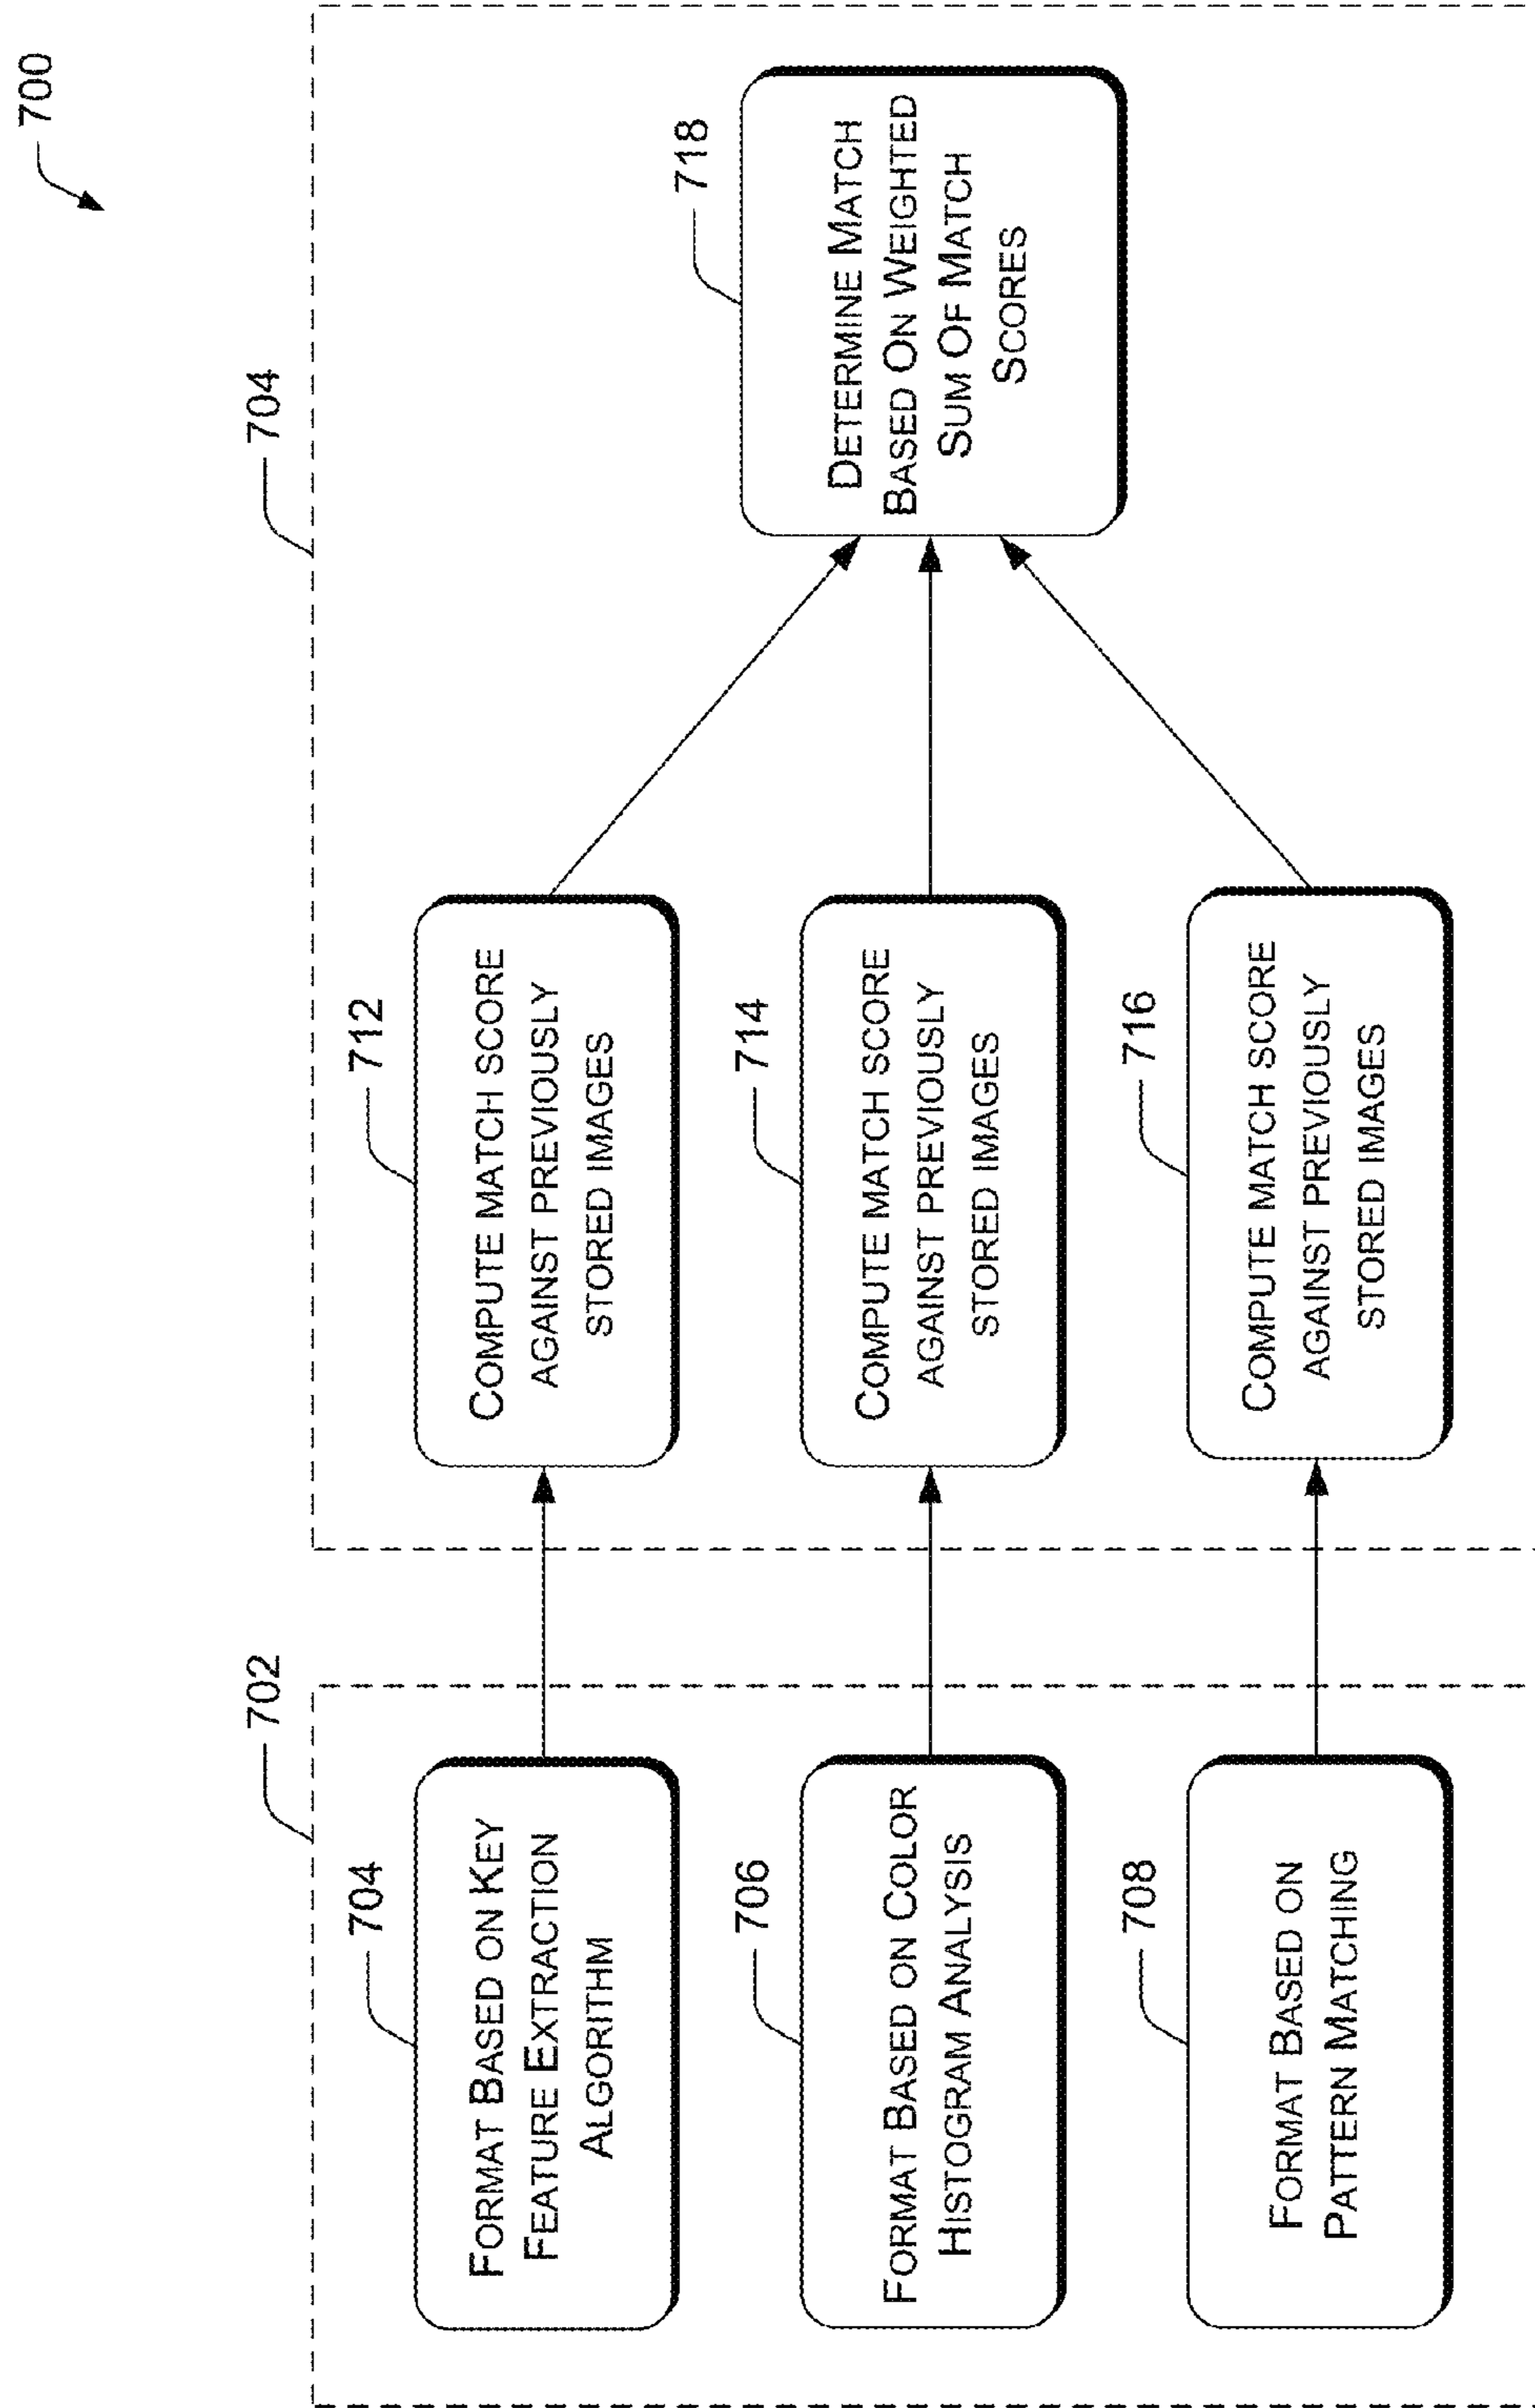 700
702
704
704
FORMAT BASED ON KEY
FEATURE EXTRACTION
ALGORITHM
712
COMPUTE MATCH SCORE
AGAINST PREVIOUSLY
STORED IMAGES
706
FORMAT BASED ON COLOR
HISTOGRAM ANALYSIS
714
COMPUTE MATCH SCORE
AGAINST PREVIOUSLY
STORED IMAGES
718
DETERMINE MATCH
BASED ON WEIGHTED
SUM OF MATCH
SCORES
708
FORMAT BASED ON
PATTERN MATCHING
716
COMPUTE MATCH SCORE
AGAINST PREVIOUSLY
STORED IMAGES